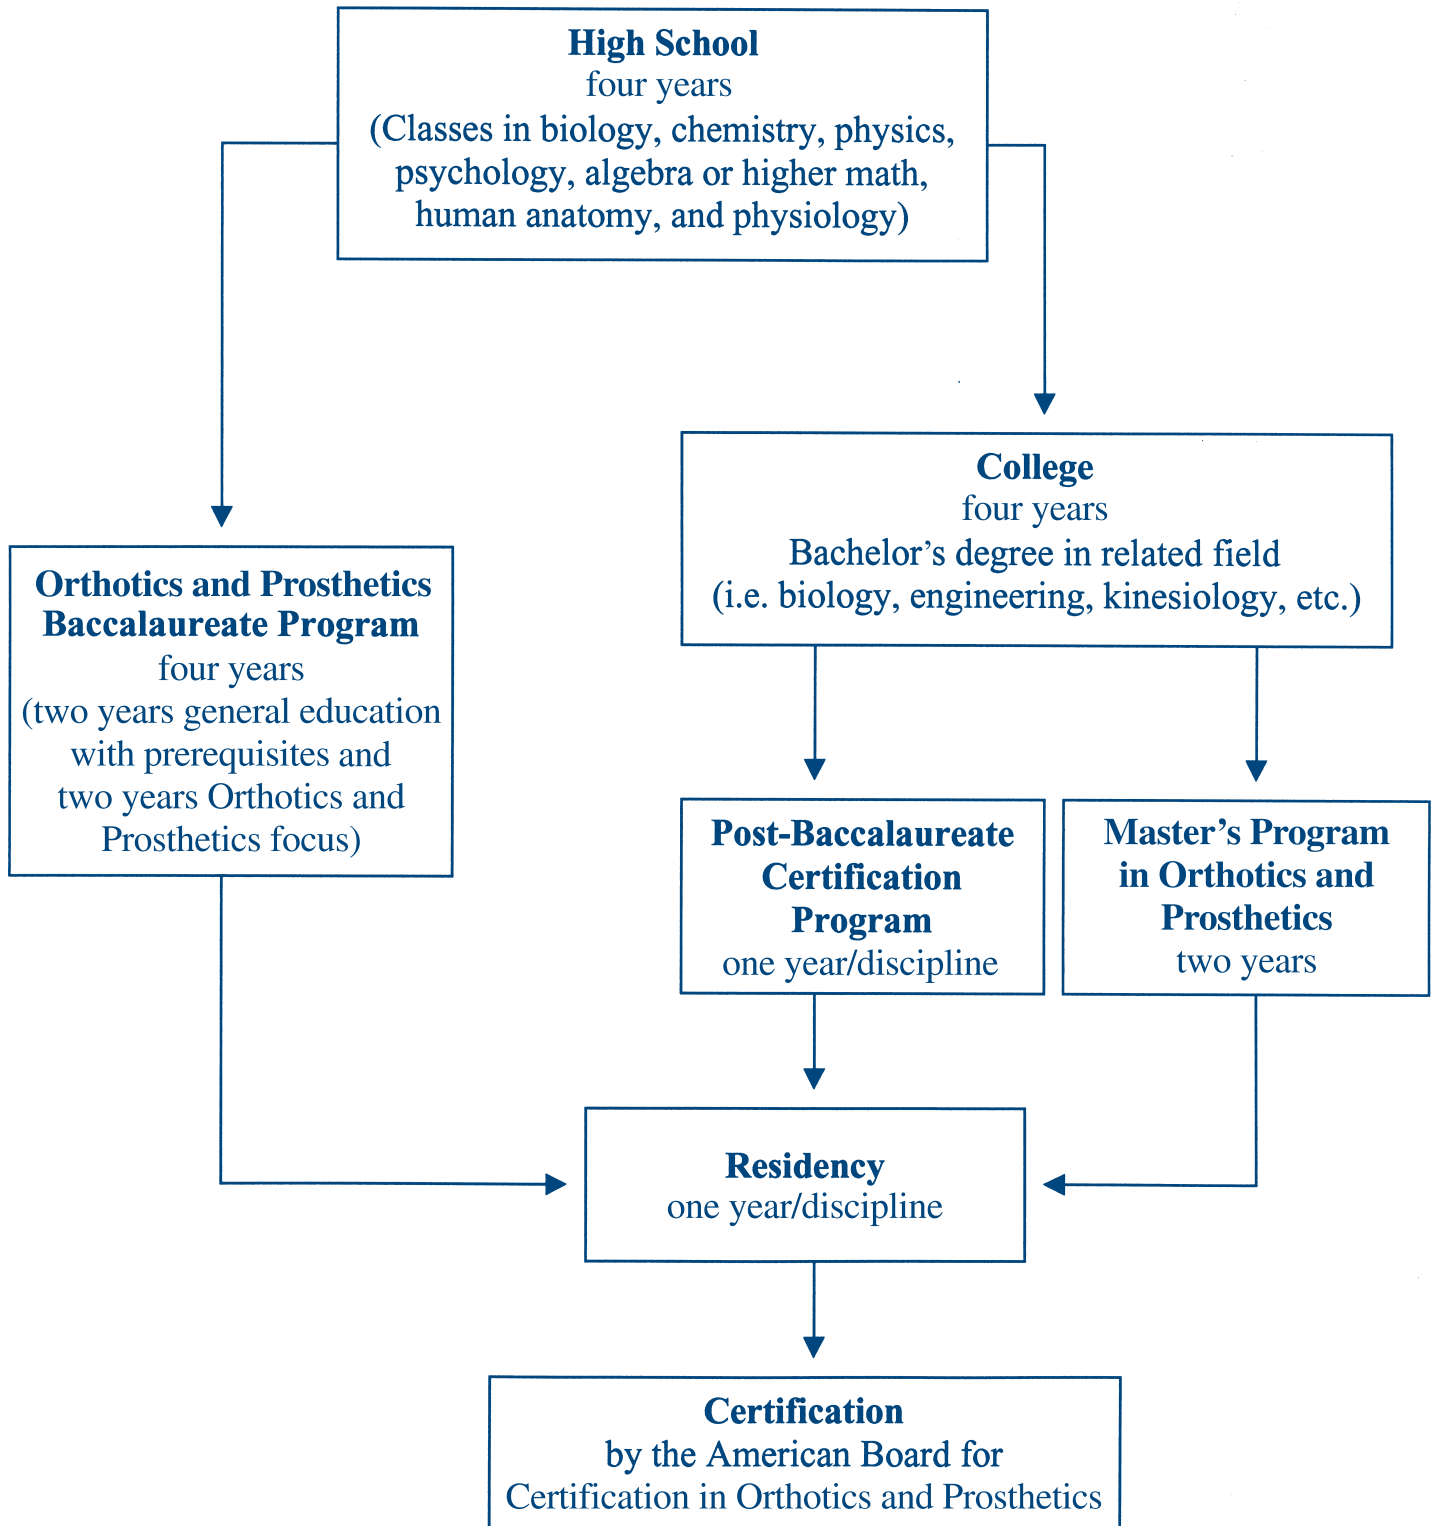 High School
four years
(Classes in biology, chemistry, physics,
psychology, algebra or higher math,
human anatomy, and physiology)
College
four years
Bachelor’s degree in related field
(i.e. biology, engineering, kinesiology, etc.)
Orthotics and Prosthetics
Baccalaureate Program
four years
(two years general education
with prerequisites and
two years Orthotics and
Prosthetics focus)
Post-Baccalaureate
Certification
Program
one year/discipline
Master’s Program
in Orthotics and
Prosthetics
two years
Residency
one year/discipline
Certification
by the American Board for
Certification in Orthotics and Prosthetics